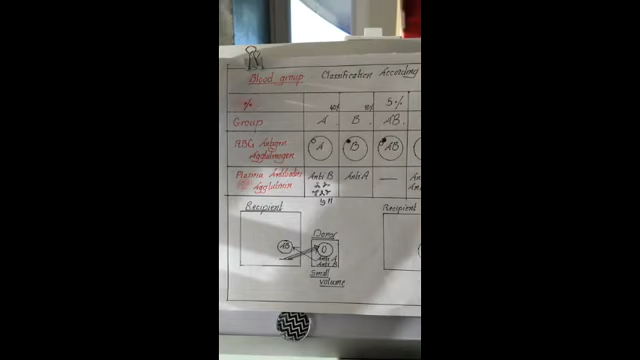 Blood group Classification According
% 40% 10% 5%
Group A B AB
RBC Antigen A B AB
Agglutinogen
Plasma Antibodies Anti B Anti A —
Agglutinin
Recipient Recipient
Donor
AB O
Anti A
Anti B
Small
volume